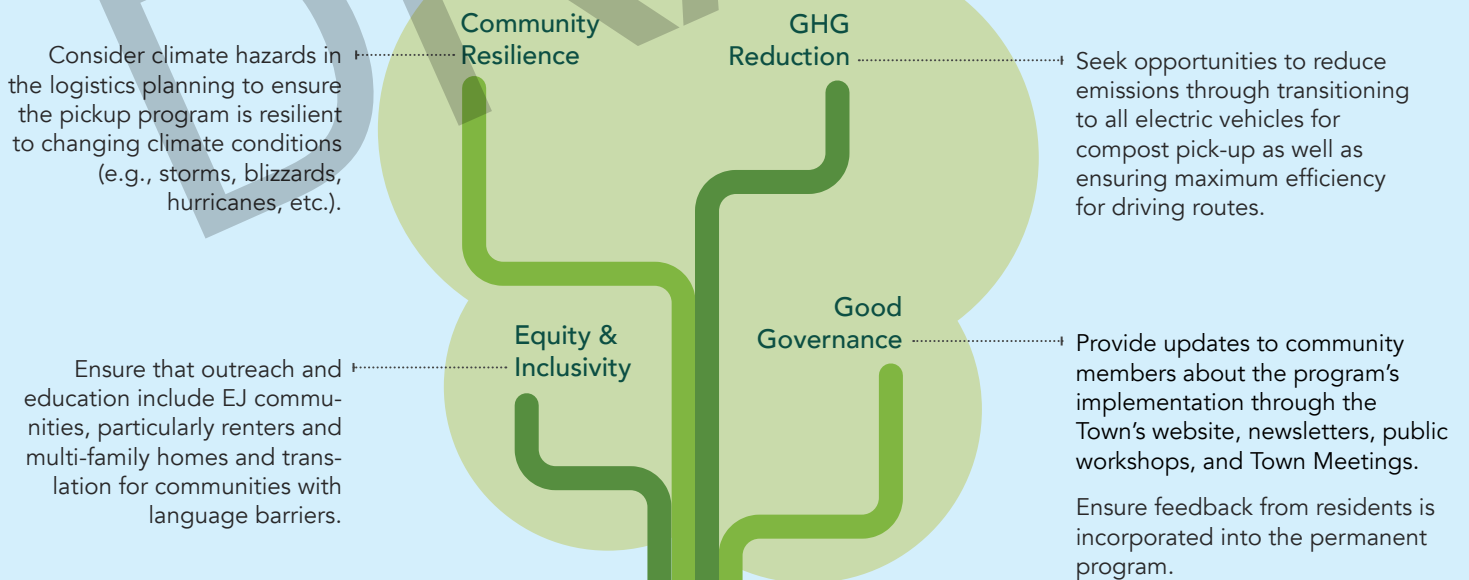 Community
Resilience
Consider climate hazards in
the logistics planning to ensure
the pickup program is resilient
to changing climate conditions
(e.g., storms, blizzards,
hurricanes, etc.).
GHG
Reduction
Seek opportunities to reduce
emissions through transitioning
to all electric vehicles for
compost pick-up as well as
ensuring maximum efficiency
for driving routes.
Equity &
Inclusivity
Ensure that outreach and
education include EJ commu-
nities, particularly renters and
multi-family homes and trans-
lation for communities with
language barriers.
Good
Governance
Provide updates to community
members about the program’s
implementation through the
Town’s website, newsletters, public
workshops, and Town Meetings.
Ensure feedback from residents is
incorporated into the permanent
program.